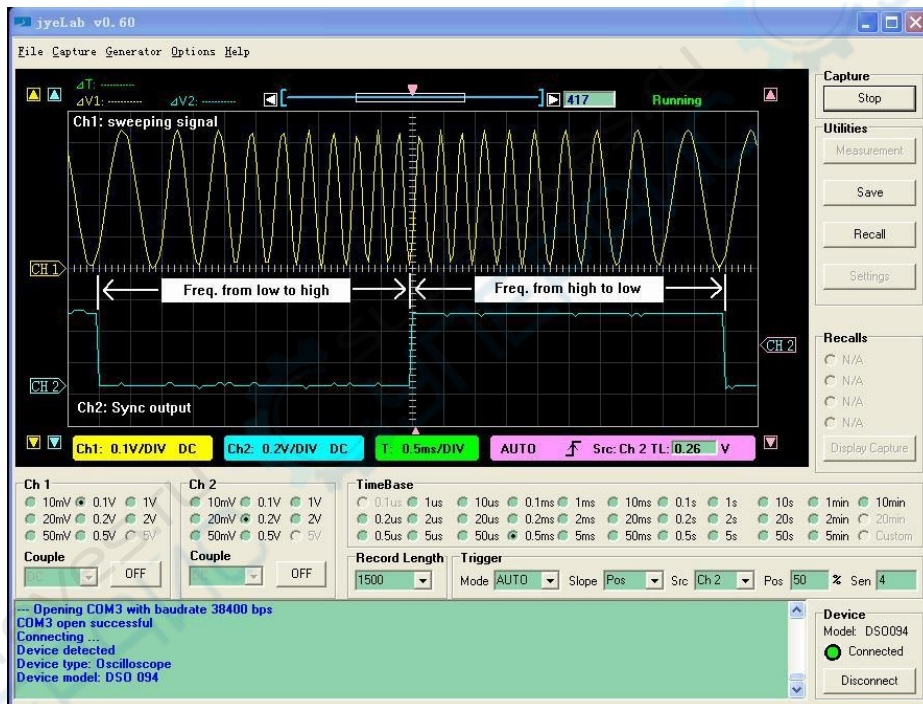 jyeLab v0.60
File Capture Generator Options Help
⊿T: ----------
⊿V1: ---------- ⊿V2: ----------
417 Running
Ch1: sweeping signal
CH 1
Freq. from low to high
Freq. from high to low
CH 2
CH 2
Ch2: Sync output
Ch1: 0.1V/DIV DC
Ch2: 0.2V/DIV DC
T: 0.5ms/DIV
AUTO Src: Ch 2 TL: 0.26 V
Capture
Stop
Utilities
Measurement
Save
Recall
Settings
Recalls
N/A
N/A
N/A
N/A
Display Capture
Ch 1
10mV 0.1V 1V
20mV 0.2V 2V
50mV 0.5V 5V
Couple
DC OFF
Ch 2
10mV 0.1V 1V
20mV 0.2V 2V
50mV 0.5V 5V
Couple
DC OFF
TimeBase
0.1us 1us 10us 0.1ms 1ms 10ms 0.1s 1s 10s 1min 10min
0.2us 2us 20us 0.2ms 2ms 20ms 0.2s 2s 20s 2min 20min
0.5us 5us 50us 0.5ms 5ms 50ms 0.5s 5s 50s 5min Custom
Record Length
1500
Trigger
Mode AUTO Slope Pos Src Ch 2 Pos 50 % Sen 4
--- Opening COM3 with baudrate 38400 bps
COM3 open successful
Connecting ...
Device detected
Device type: Oscilloscope
Device model: DSO 094
Device
Model: DSO094
Connected
Disconnect